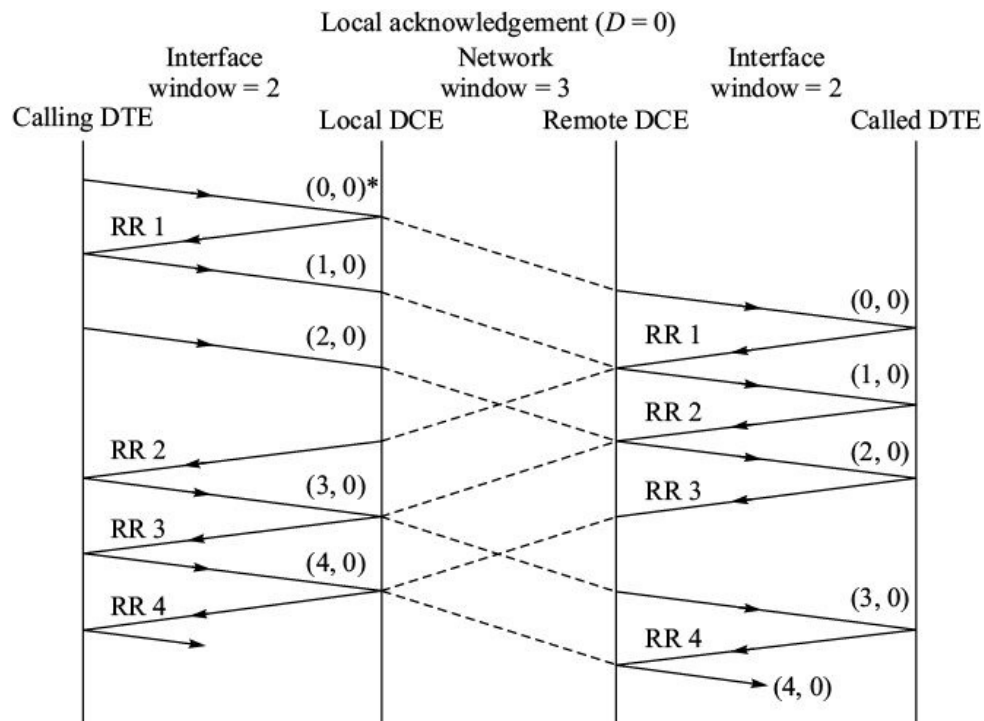 Local acknowledgement (D = 0)
Interface window = 2
Network window = 3
Interface window = 2
Calling DTE
Local DCE
Remote DCE
Called DTE
(0, 0)*
RR 1
(1, 0)
(0, 0)
(2, 0)
RR 1
(1, 0)
RR 2
RR 2
(2, 0)
(3, 0)
RR 3
RR 3
(4, 0)
(3, 0)
RR 4
RR 4
(4, 0)